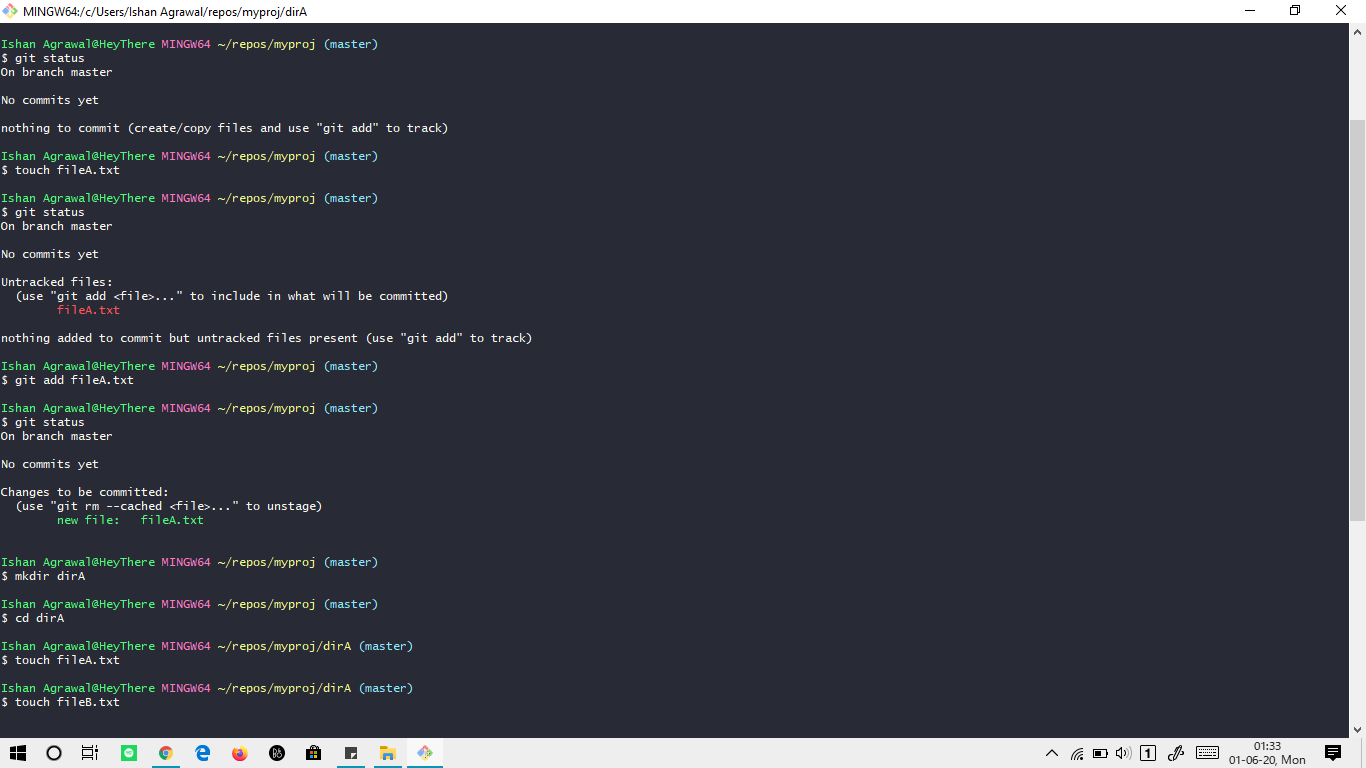 MINGW64:/c/Users/Ishan Agrawal/repos/myproj/dirA
Ishan Agrawal@HeyThere MINGW64 ~/repos/myproj (master)
$ git status
On branch master
No commits yet
nothing to commit (create/copy files and use "git add" to track)
Ishan Agrawal@HeyThere MINGW64 ~/repos/myproj (master)
$ touch fileA.txt
Ishan Agrawal@HeyThere MINGW64 ~/repos/myproj (master)
$ git status
On branch master
No commits yet
Untracked files:
  (use "git add <file>..." to include in what will be committed)
        fileA.txt
nothing added to commit but untracked files present (use "git add" to track)
Ishan Agrawal@HeyThere MINGW64 ~/repos/myproj (master)
$ git add fileA.txt
Ishan Agrawal@HeyThere MINGW64 ~/repos/myproj (master)
$ git status
On branch master
No commits yet
Changes to be committed:
  (use "git rm --cached <file>..." to unstage)
        new file:   fileA.txt
Ishan Agrawal@HeyThere MINGW64 ~/repos/myproj (master)
$ mkdir dirA
Ishan Agrawal@HeyThere MINGW64 ~/repos/myproj (master)
$ cd dirA
Ishan Agrawal@HeyThere MINGW64 ~/repos/myproj/dirA (master)
$ touch fileA.txt
Ishan Agrawal@HeyThere MINGW64 ~/repos/myproj/dirA (master)
$ touch fileB.txt
1
01:33
01-06-20, Mon